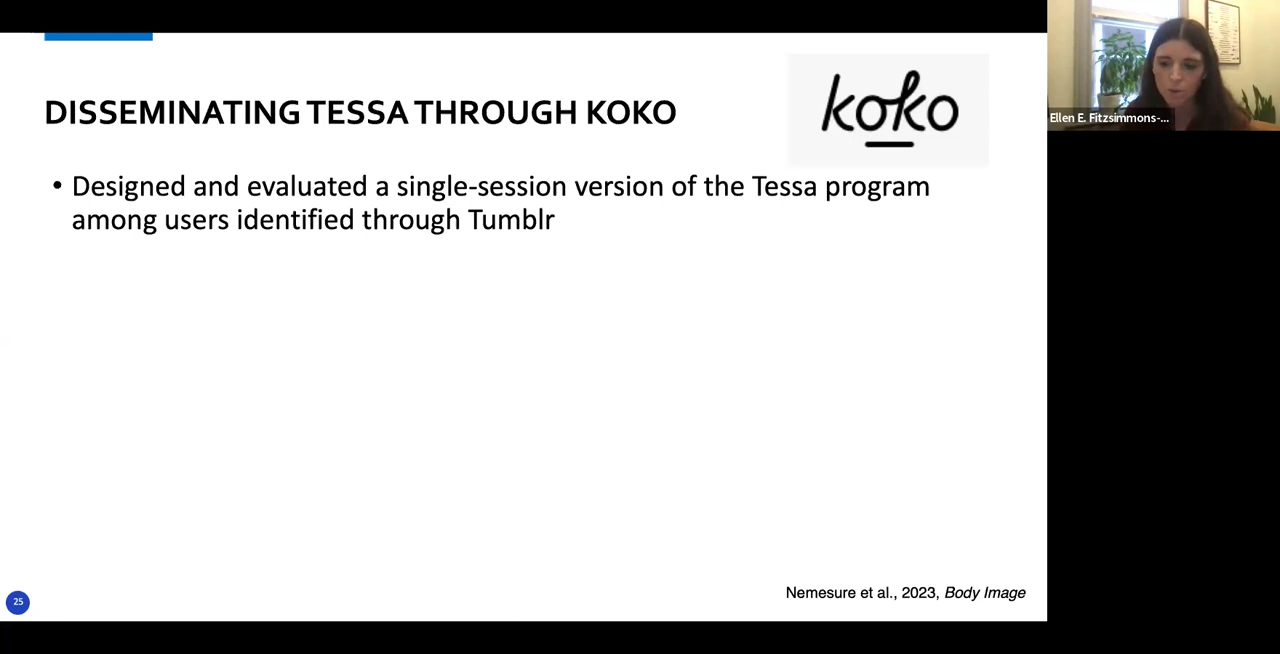 DISSEMINATING TESSA THROUGH KOKO
koko
• Designed and evaluated a single-session version of the Tessa program
among users identified through Tumblr
Nemesure et al., 2023, Body Image
25
Ellen E. Fitzsimmons-...